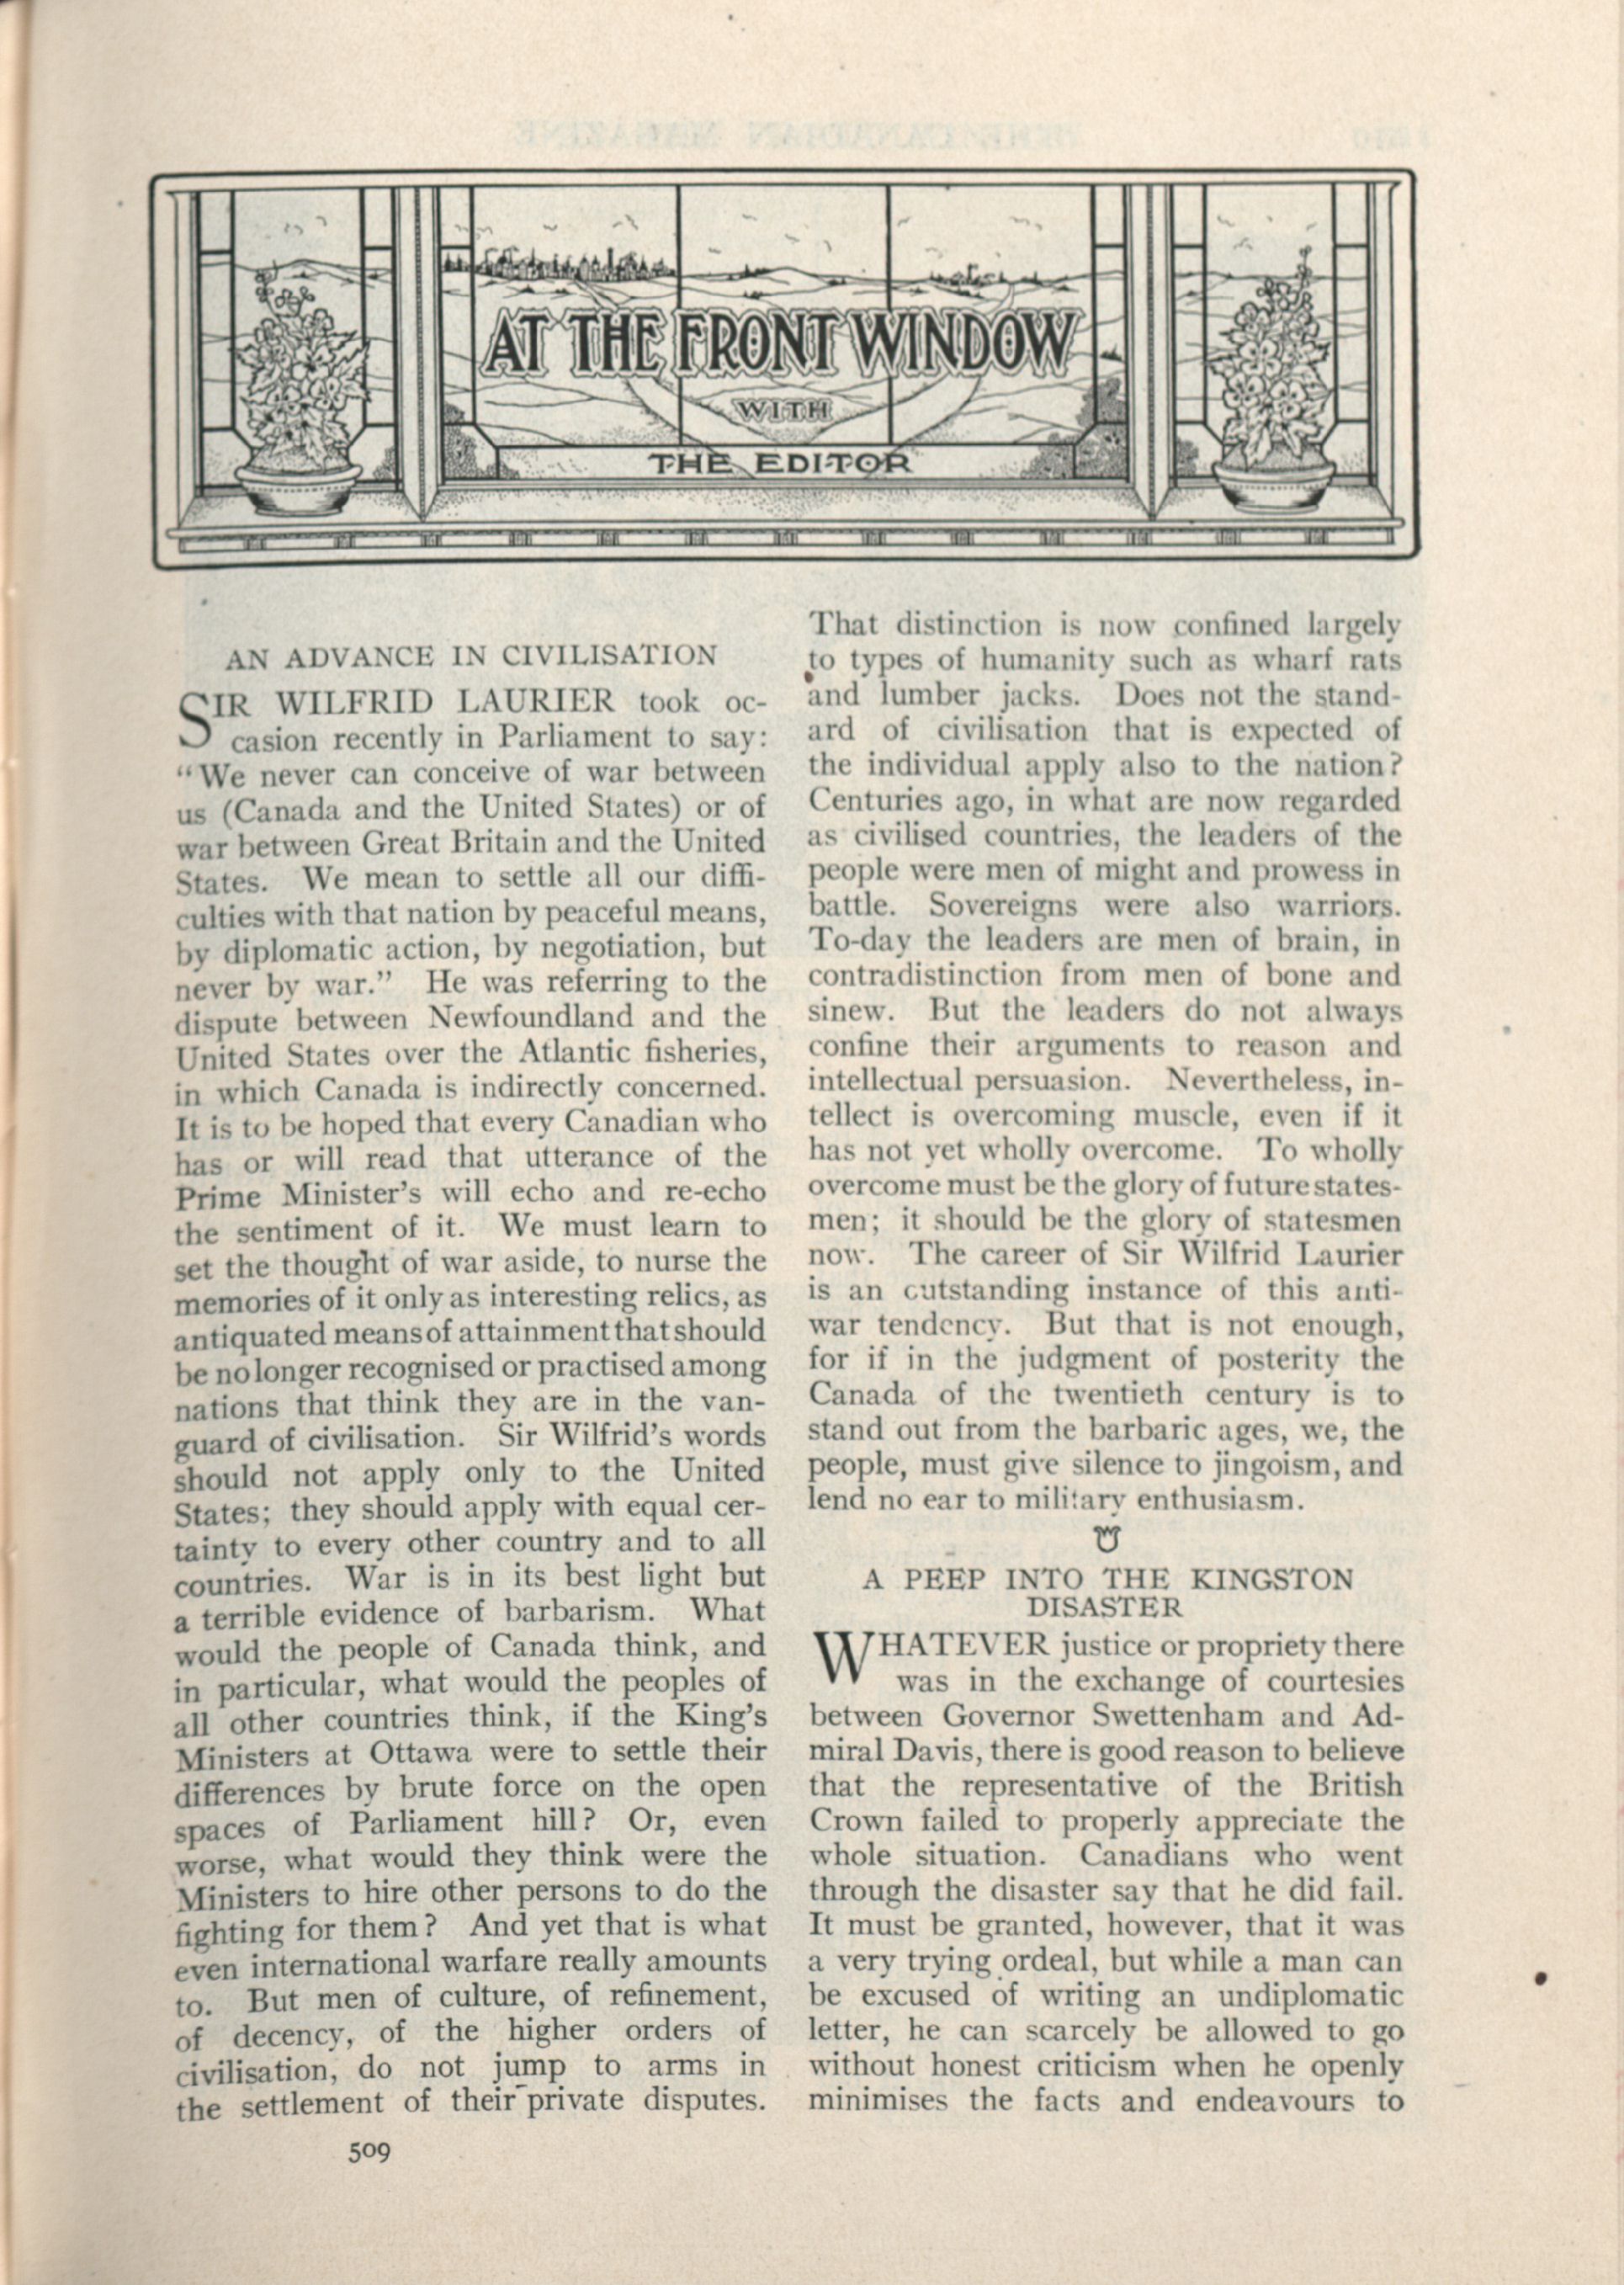 AT THE FRONT WINDOW
WITH
THE EDITOR
AN ADVANCE IN CIVILISATION
SIR WILFRID LAURIER took oc-
casion recently in Parliament to say:
“We never can conceive of war between
us (Canada and the United States) or of
war between Great Britain and the United
States. We mean to settle all our diffi-
culties with that nation by peaceful means,
by diplomatic action, by negotiation, but
never by war.” He was referring to the
dispute between Newfoundland and the
United States over the Atlantic fisheries,
in which Canada is indirectly concerned.
It is to be hoped that every Canadian who
has or will read that utterance of the
Prime Minister's will echo and re-echo
the sentiment of it. We must learn to
set the thought of war aside, to nurse the
memories of it only as interesting relics, as
antiquated means of attainment that should
be no longer recognised or practised among
nations that think they are in the van-
guard of civilisation. Sir Wilfrid's words
should not apply only to the United
States; they should apply with equal cer-
tainty to every other country and to all
countries. War is in its best light but
a terrible evidence of barbarism. What
would the people of Canada think, and
in particular, what would the peoples of
all other countries think, if the King's
Ministers at Ottawa were to settle their
differences by brute force on the open
spaces of Parliament hill? Or, even
worse, what would they think were the
Ministers to hire other persons to do the
fighting for them? And yet that is what
even international warfare really amounts
to. But men of culture, of refinement,
of decency, of the higher orders of
civilisation, do not jump to arms in
the settlement of their private disputes.
That distinction is now confined largely
to types of humanity such as wharf rats
and lumber jacks. Does not the stand-
ard of civilisation that is expected of
the individual apply also to the nation?
Centuries ago, in what are now regarded
as civilised countries, the leaders of the
people were men of might and prowess in
battle. Sovereigns were also warriors.
To-day the leaders are men of brain, in
contradistinction from men of bone and
sinew. But the leaders do not always
confine their arguments to reason and
intellectual persuasion. Nevertheless, in-
tellect is overcoming muscle, even if it
has not yet wholly overcome. To wholly
overcome must be the glory of future states-
men; it should be the glory of statesmen
now. The career of Sir Wilfrid Laurier
is an outstanding instance of this anti-
war tendency. But that is not enough,
for if in the judgment of posterity the
Canada of the twentieth century is to
stand out from the barbaric ages, we, the
people, must give silence to jingoism, and
lend no ear to military enthusiasm.
A PEEP INTO THE KINGSTON
DISASTER
WHATEVER justice or propriety there
was in the exchange of courtesies
between Governor Swettenham and Ad-
miral Davis, there is good reason to believe
that the representative of the British
Crown failed to properly appreciate the
whole situation. Canadians who went
through the disaster say that he did fail.
It must be granted, however, that it was
a very trying ordeal, but while a man can
be excused of writing an undiplomatic
letter, he can scarcely be allowed to go
without honest criticism when he openly
minimises the facts and endeavours to
509